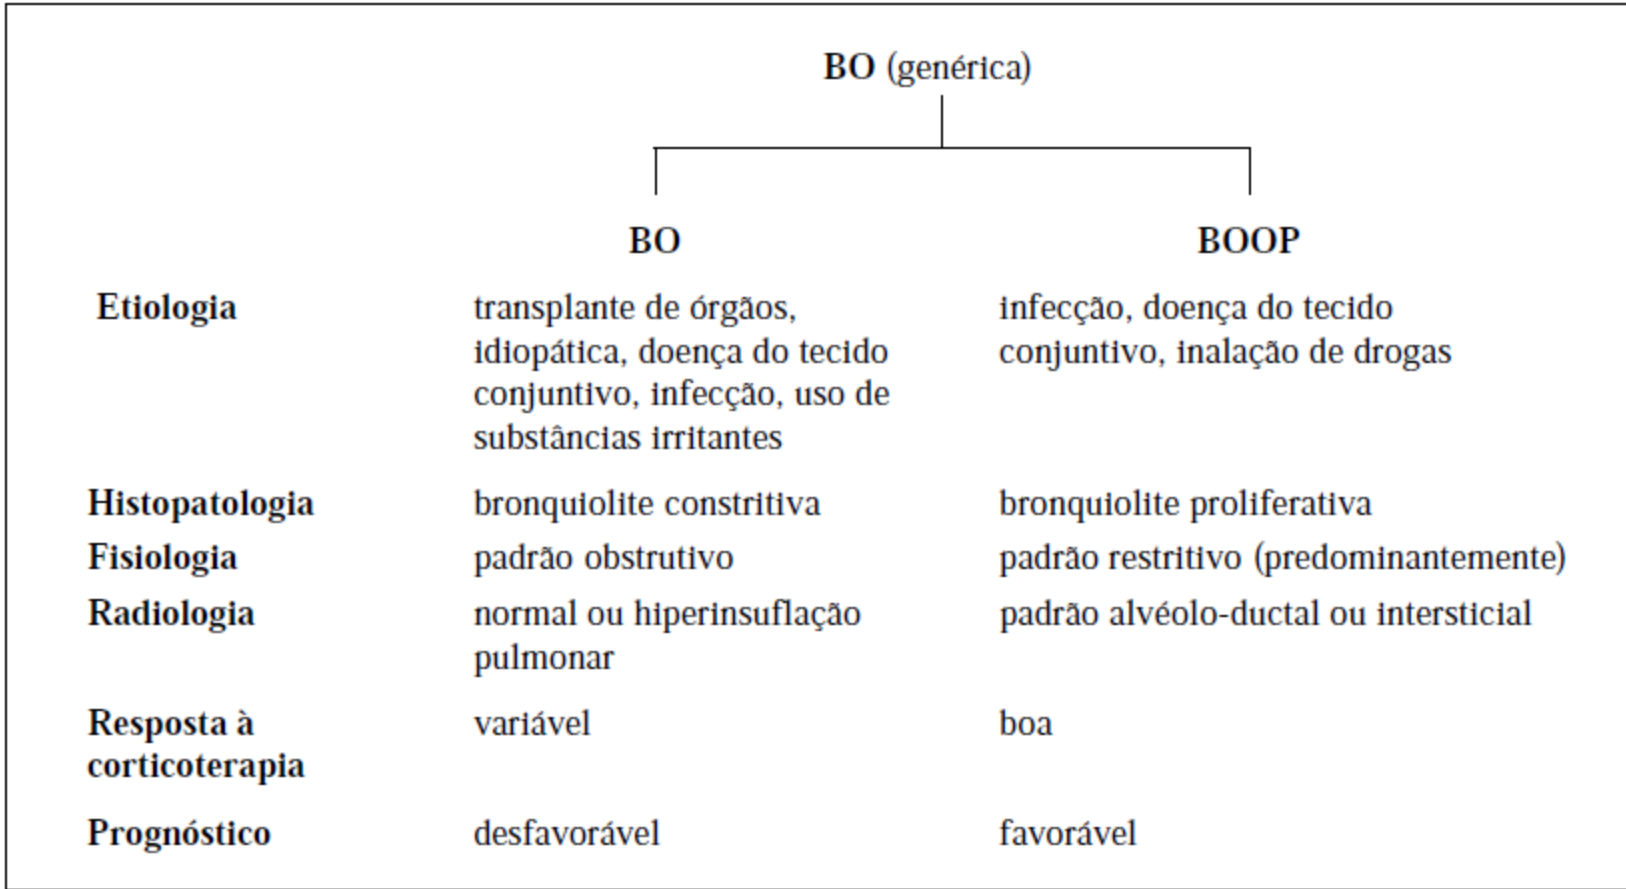 BO (genérica)
BO BOOP
Etiologia transplante de órgãos, infecção, doença do tecido
idiopática, doença do tecido conjuntivo, inalação de drogas
conjuntivo, infecção, uso de
substâncias irritantes
Histopatologia bronquiolite constritiva bronquiolite proliferativa
Fisiologia padrão obstrutivo padrão restritivo (predominantemente)
Radiologia normal ou hiperinsuflação padrão alvéolo-ductal ou intersticial
pulmonar
Resposta à variável boa
corticoterapia
Prognóstico desfavorável favorável